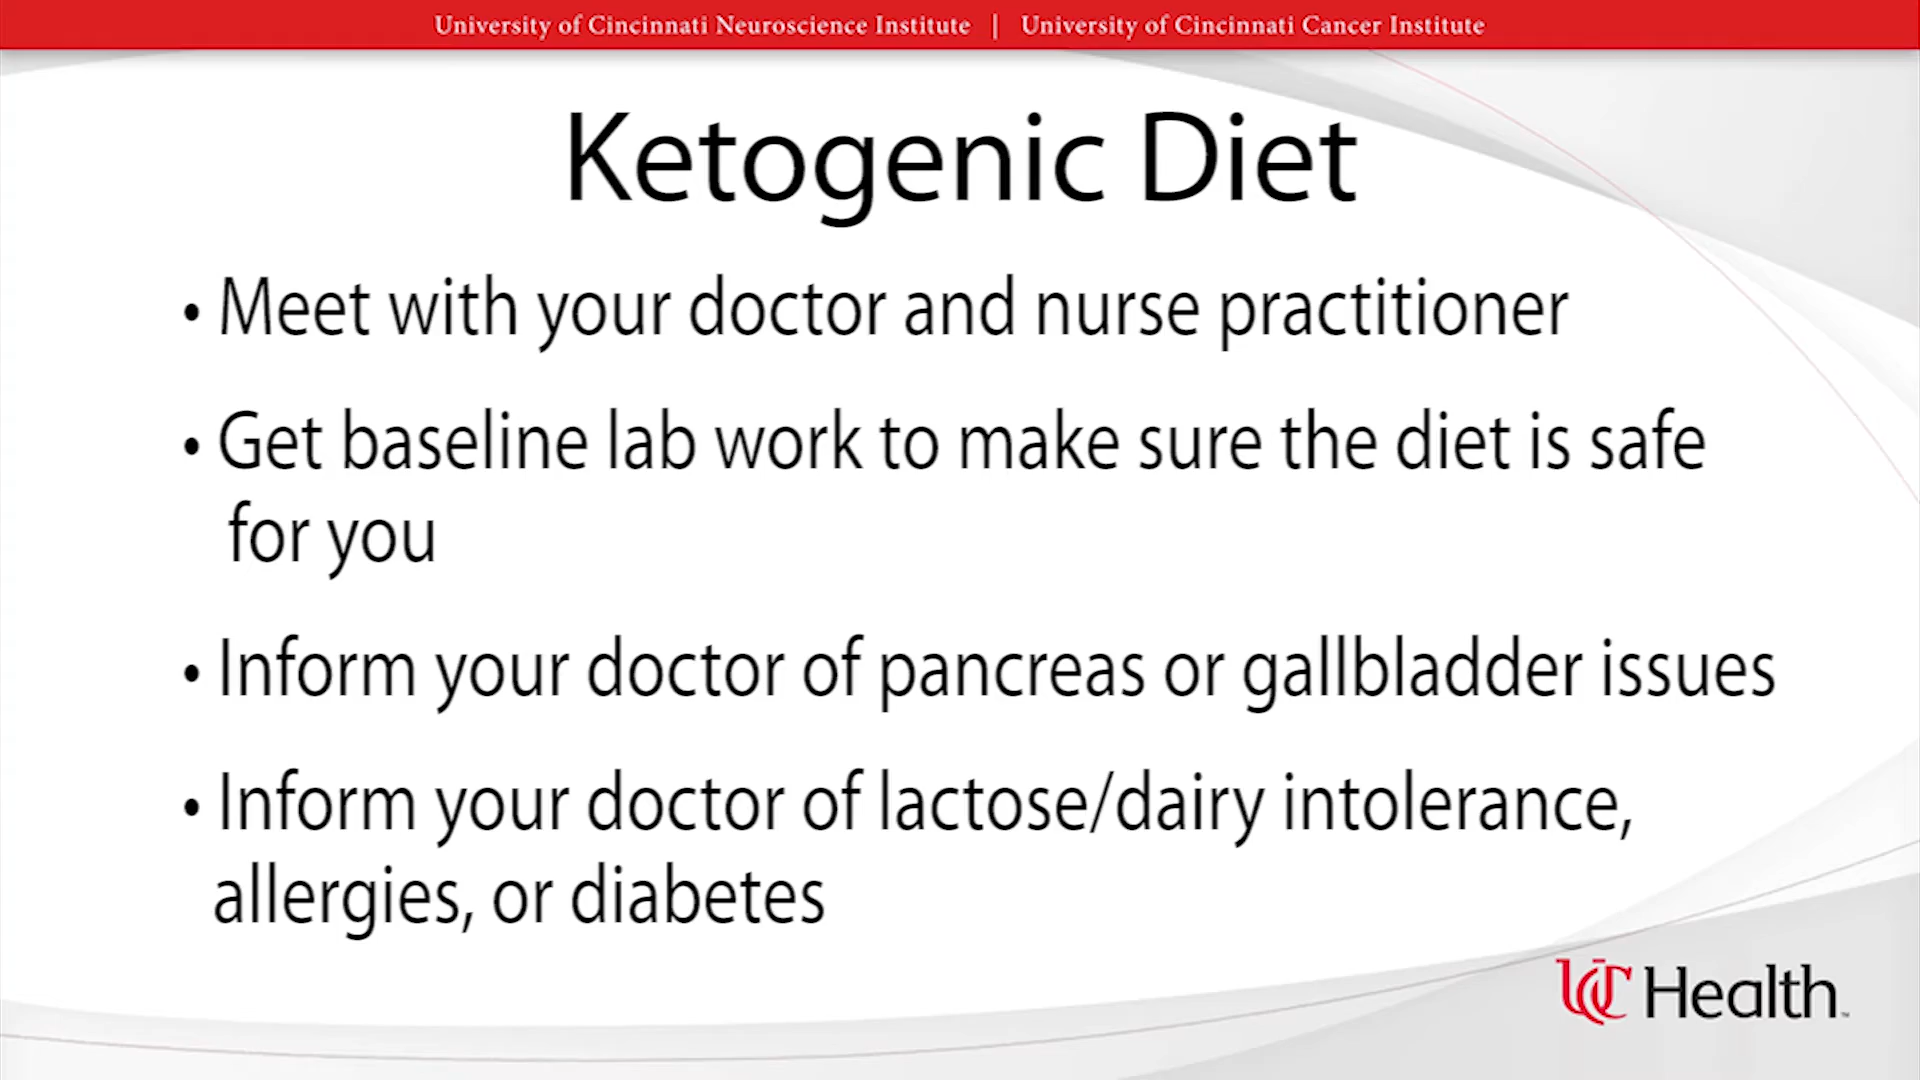 University of Cincinnati Neuroscience Institute | University of Cincinnati Cancer Institute
Ketogenic Diet
• Meet with your doctor and nurse practitioner
• Get baseline lab work to make sure the diet is safe
for you
• Inform your doctor of pancreas or gallbladder issues
• Inform your doctor of lactose/dairy intolerance,
allergies, or diabetes
UC Health™